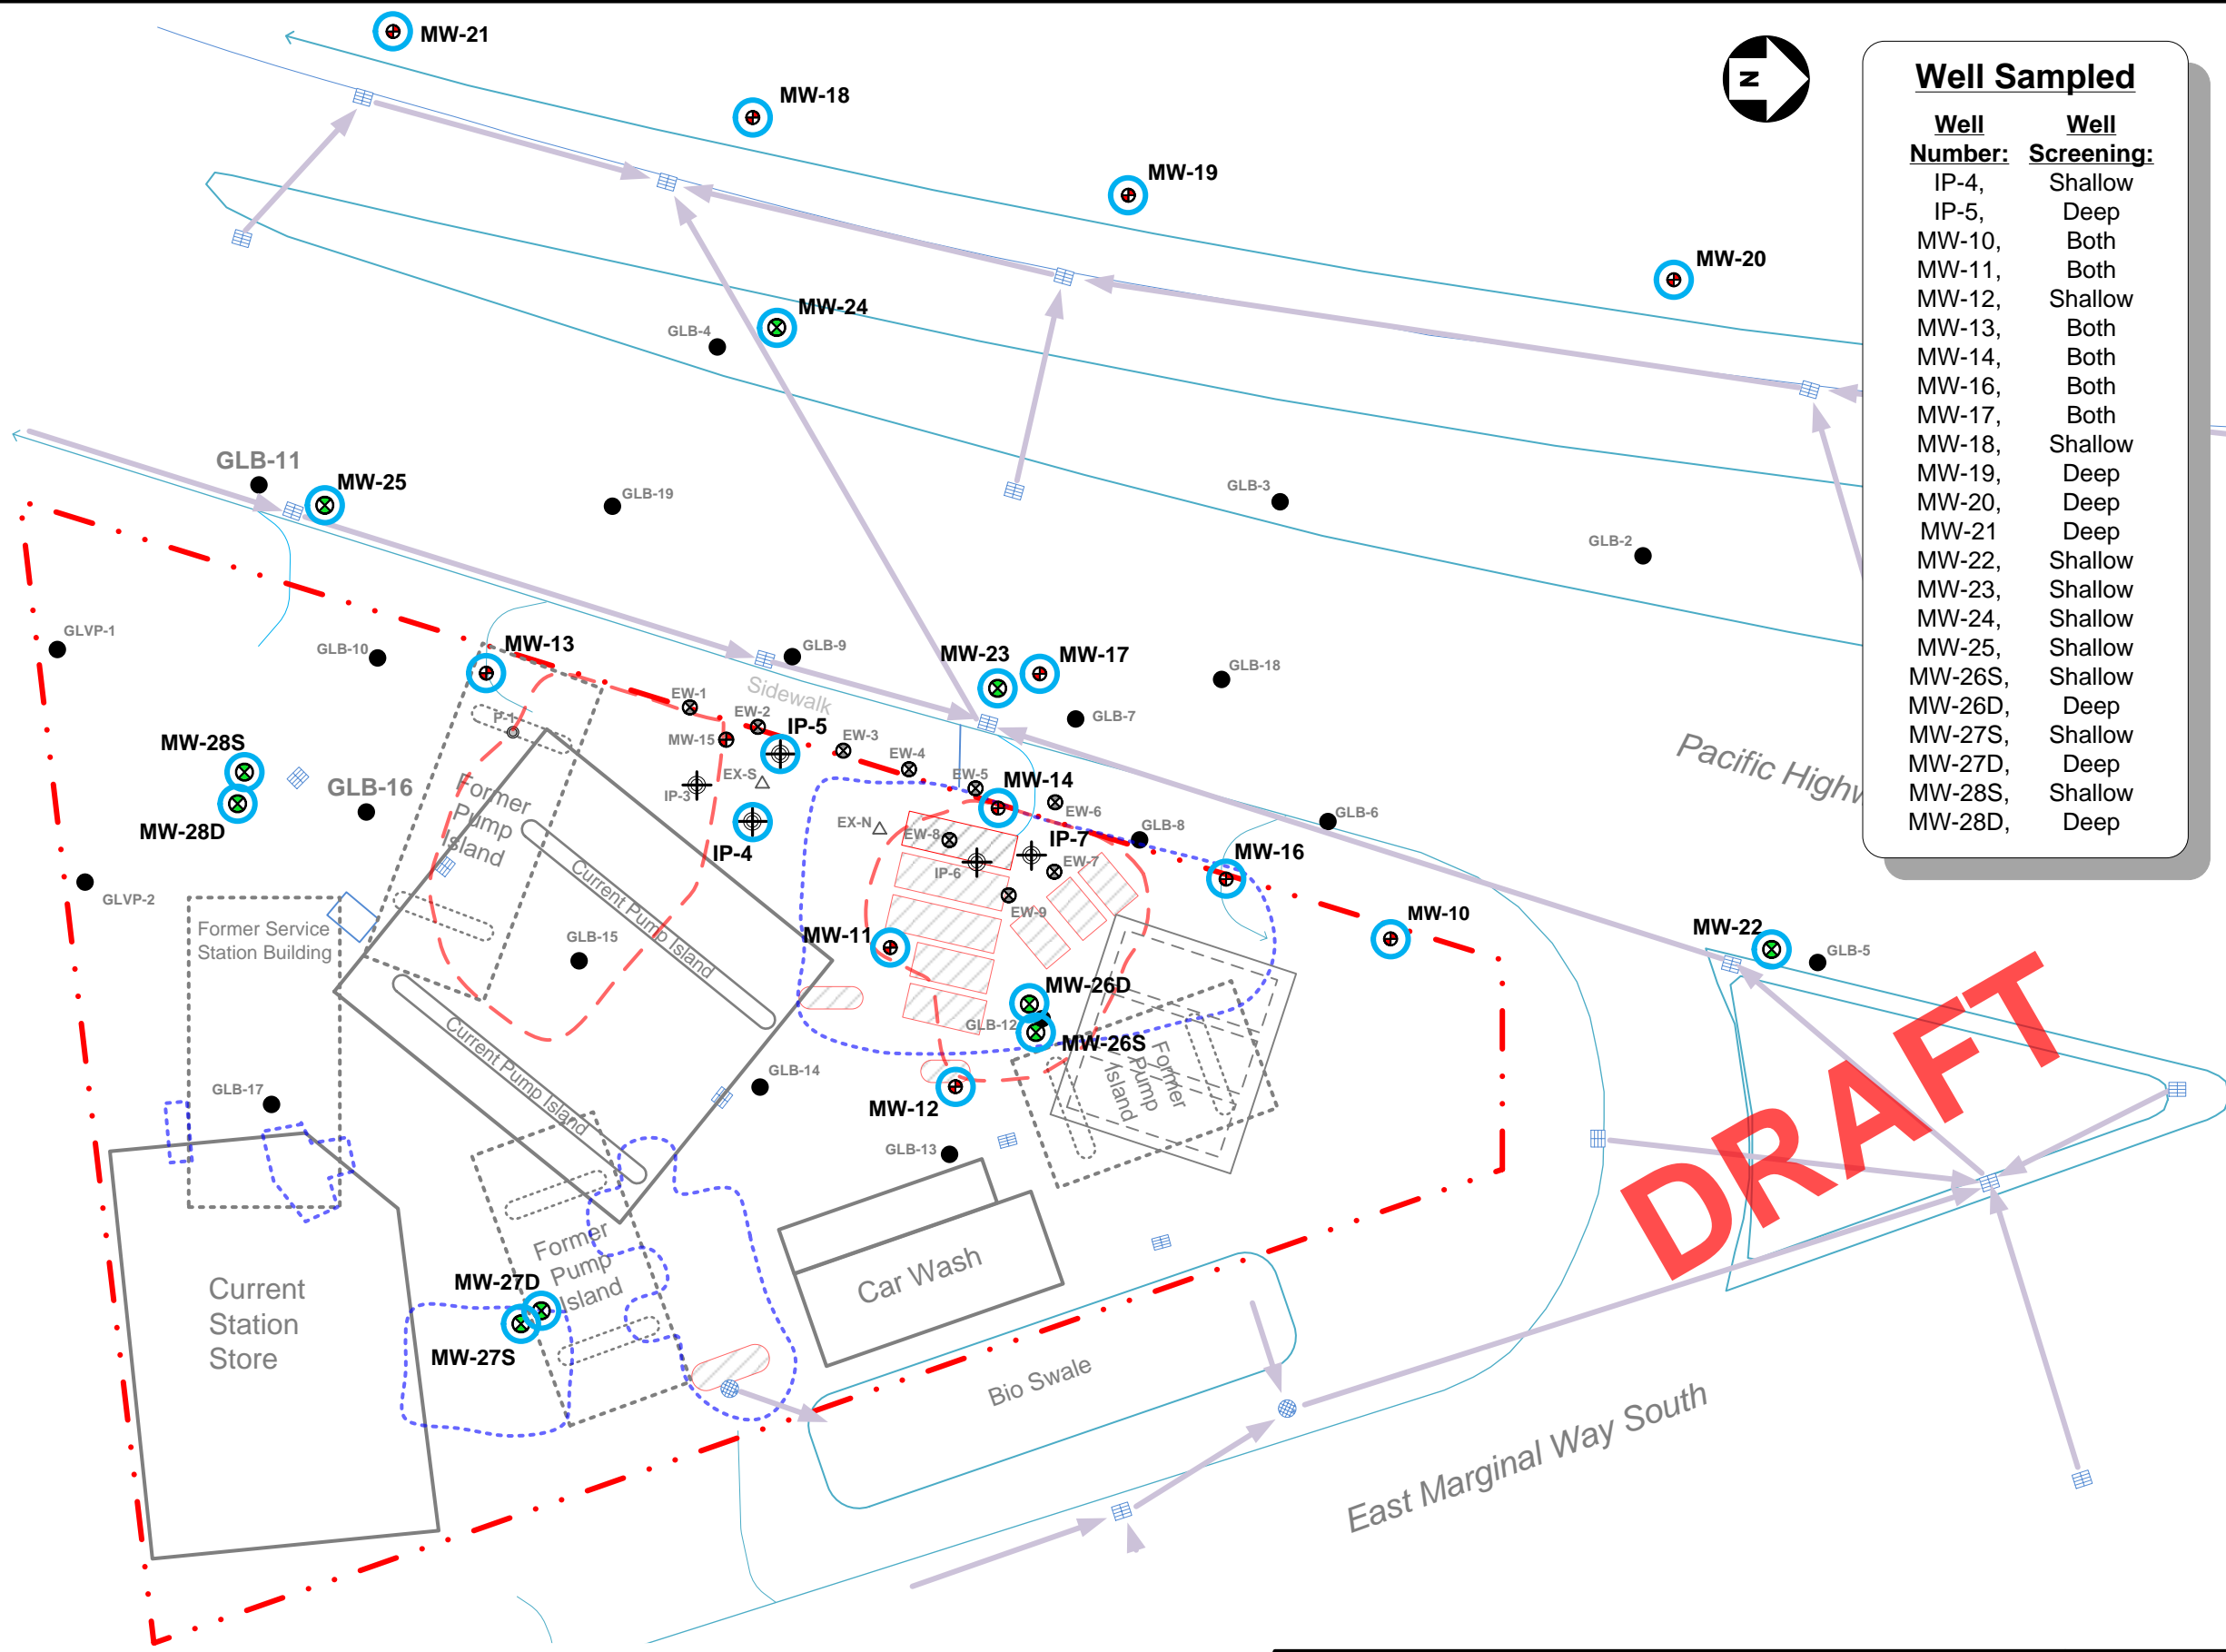 MW-21
MW-18
MW-19
MW-20
N
Well Sampled
Well Well
Number: Screening:
IP-4, Shallow
IP-5, Deep
MW-10, Both
MW-11, Both
MW-12, Shallow
MW-13, Both
MW-14, Both
MW-16, Both
MW-17, Both
MW-18, Shallow
MW-19, Deep
MW-20, Deep
MW-21 Deep
MW-22, Shallow
MW-23, Shallow
MW-24, Shallow
MW-25, Shallow
MW-26S, Shallow
MW-26D, Deep
MW-27S, Shallow
MW-27D, Deep
MW-28S, Shallow
MW-28D, Deep
MW-24
GLB-4
GLB-11
MW-25
GLB-19
GLB-3
GLB-2
GLVP-1
GLB-10
MW-13
GLB-9
MW-23
MW-17
GLB-18
EW-1
Sidewalk
P-1
EW-2
IP-5
MW-15
EW-3
EW-4
GLB-7
Pacific Highw
MW-28S
MW-28D
GLB-16
EX-S
IP-3
EW-5
MW-14
EW-6
Former
Pump
Island
IP-4
EX-N
EW-8
IP-7
GLB-8
GLB-6
IP-6
EW-7
MW-16
EW-9
GLVP-2
Current Pump Island
Former Service
Station Building
GLB-15
MW-11
MW-10
MW-22
GLB-5
MW-26D
GLB-12
MW-26S
Current Pump Island
GLB-14
GLB-17
MW-12
Former
Pump
Island
GLB-13
DRAFT
Former
Pump
Island
Car Wash
MW-27D
MW-27S
Current
Station
Store
Bio Swale
East Marginal Way South